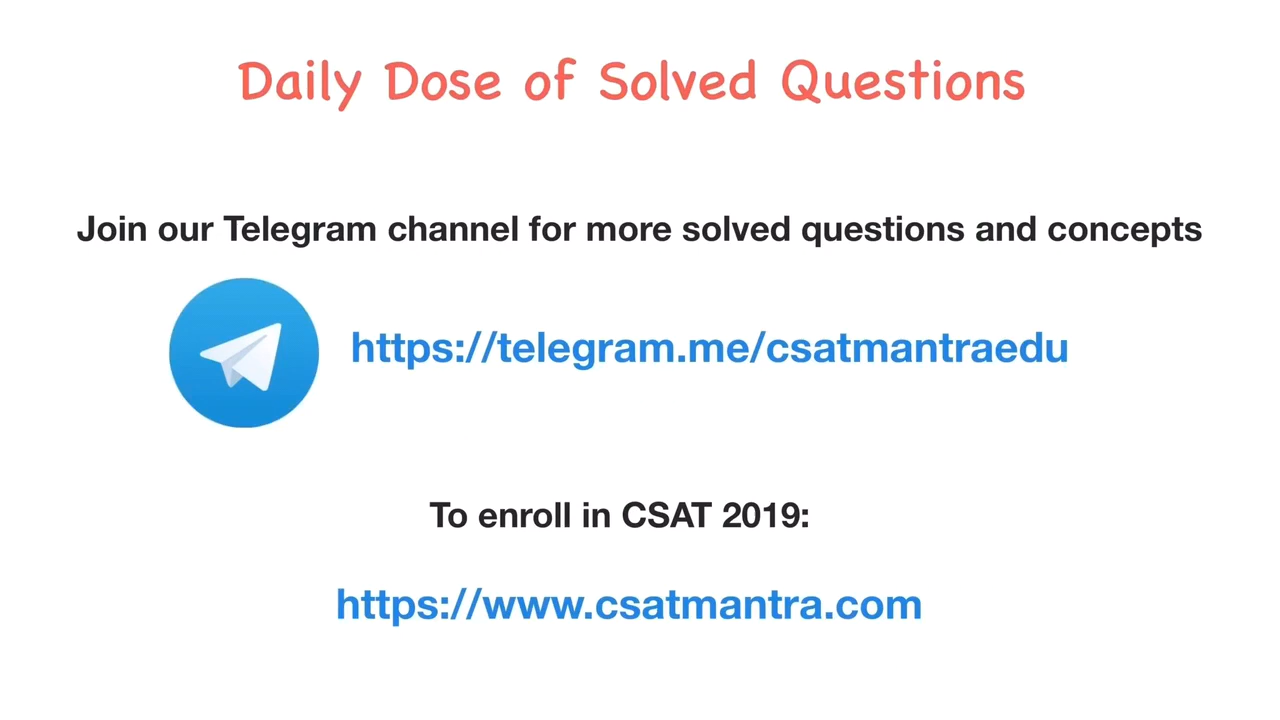 Daily Dose of Solved Questions
Join our Telegram channel for more solved questions and concepts
https://telegram.me/csatmantraedu
To enroll in CSAT 2019:
https://www.csatmantra.com